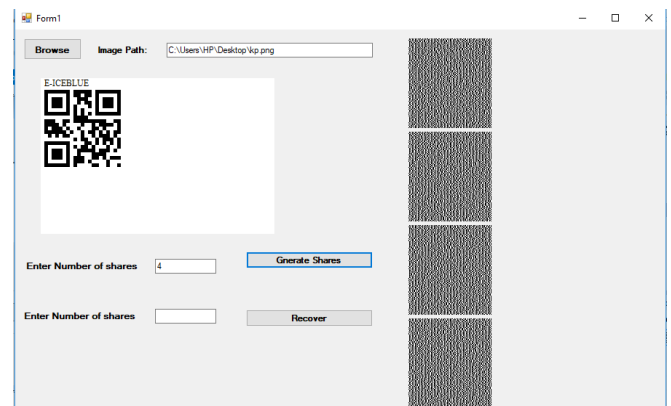 Form1
Browse Image Path: C:\Users\HP\Desktop\kp.png
E-ICEBLUE
Enter Number of shares 4 Gnerate Shares
Enter Number of shares Recover